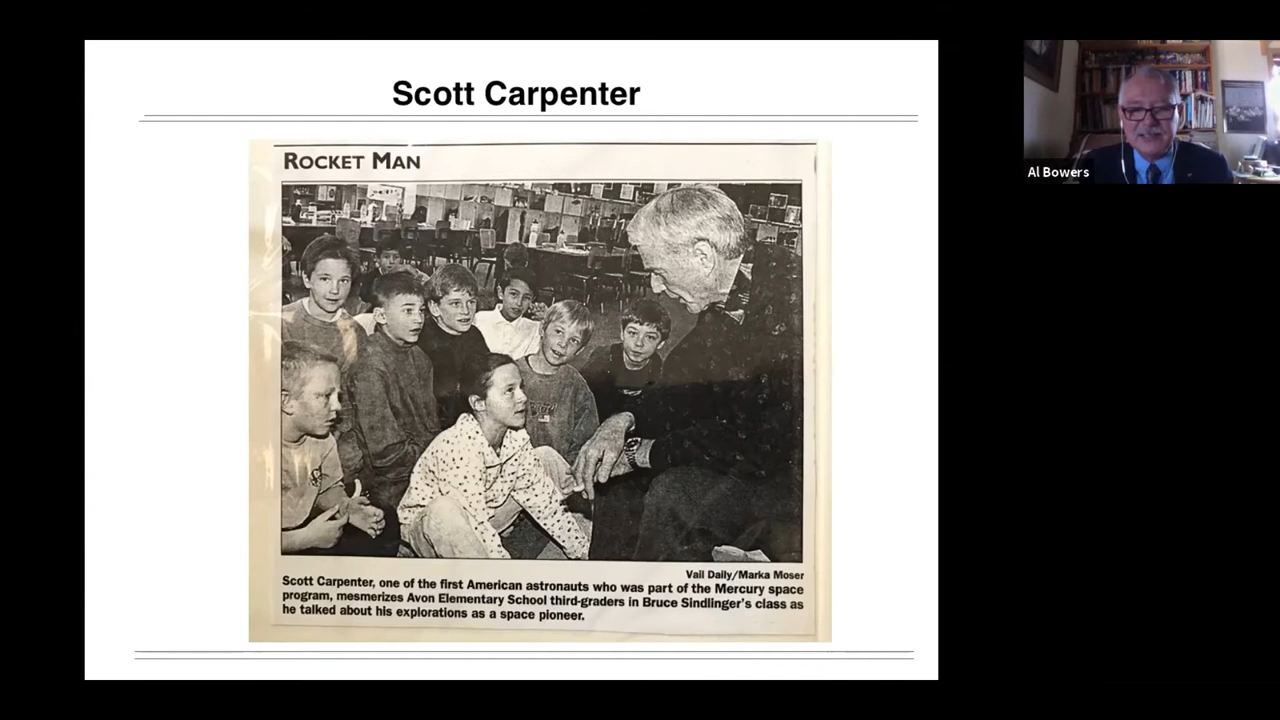 Scott Carpenter
ROCKET MAN
Vail Daily/Marka Moser
Scott Carpenter, one of the first American astronauts who was part of the Mercury space
program, mesmerizes Avon Elementary School third-graders in Bruce Sindlinger's class as
he talked about his explorations as a space pioneer.
Al Bowers